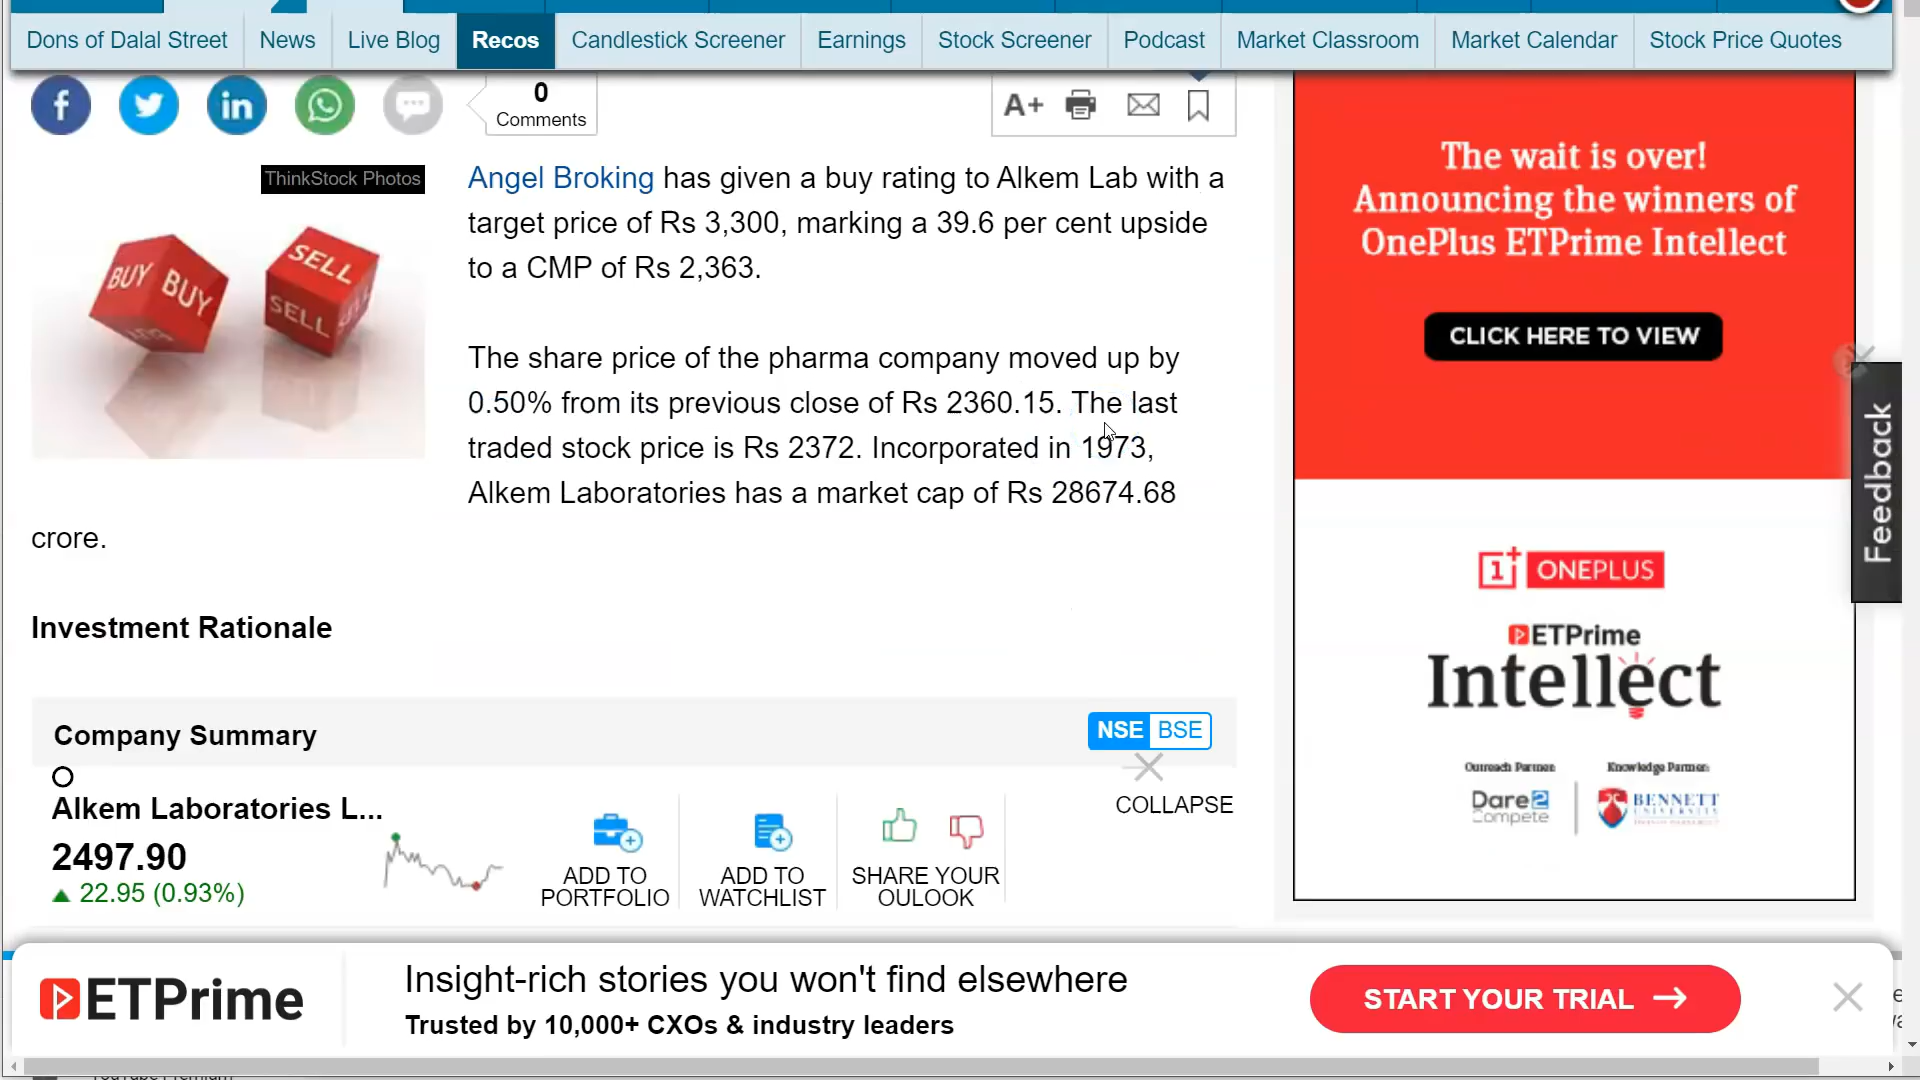 Dons of Dalal Street News Live Blog Recos Candlestick Screener Earnings Stock Screener Podcast Market Classroom Market Calendar Stock Price Quotes
0
Comments
A+
ThinkStock Photos
BUY BUY
SELL
SELL
Angel Broking has given a buy rating to Alkem Lab with a
target price of Rs 3,300, marking a 39.6 per cent upside
to a CMP of Rs 2,363.
The share price of the pharma company moved up by
0.50% from its previous close of Rs 2360.15. The last
traded stock price is Rs 2372. Incorporated in 1973,
Alkem Laboratories has a market cap of Rs 28674.68
crore.
Investment Rationale
Company Summary
NSE BSE
COLLAPSE
Alkem Laboratories L...
2497.90
22.95 (0.93%)
ADD TO
PORTFOLIO
ADD TO
WATCHLIST
SHARE YOUR
OULOOK
The wait is over!
Announcing the winners of
OnePlus ETPrime Intellect
CLICK HERE TO VIEW
Feedback
1+ ONEPLUS
ETPrime
Intellect
Outreach Partner:
Knowledge Partner:
Dare2
Compete
BENNETT
UNIVERSITY
ETPrime
Insight-rich stories you won't find elsewhere
Trusted by 10,000+ CXOs & industry leaders
START YOUR TRIAL